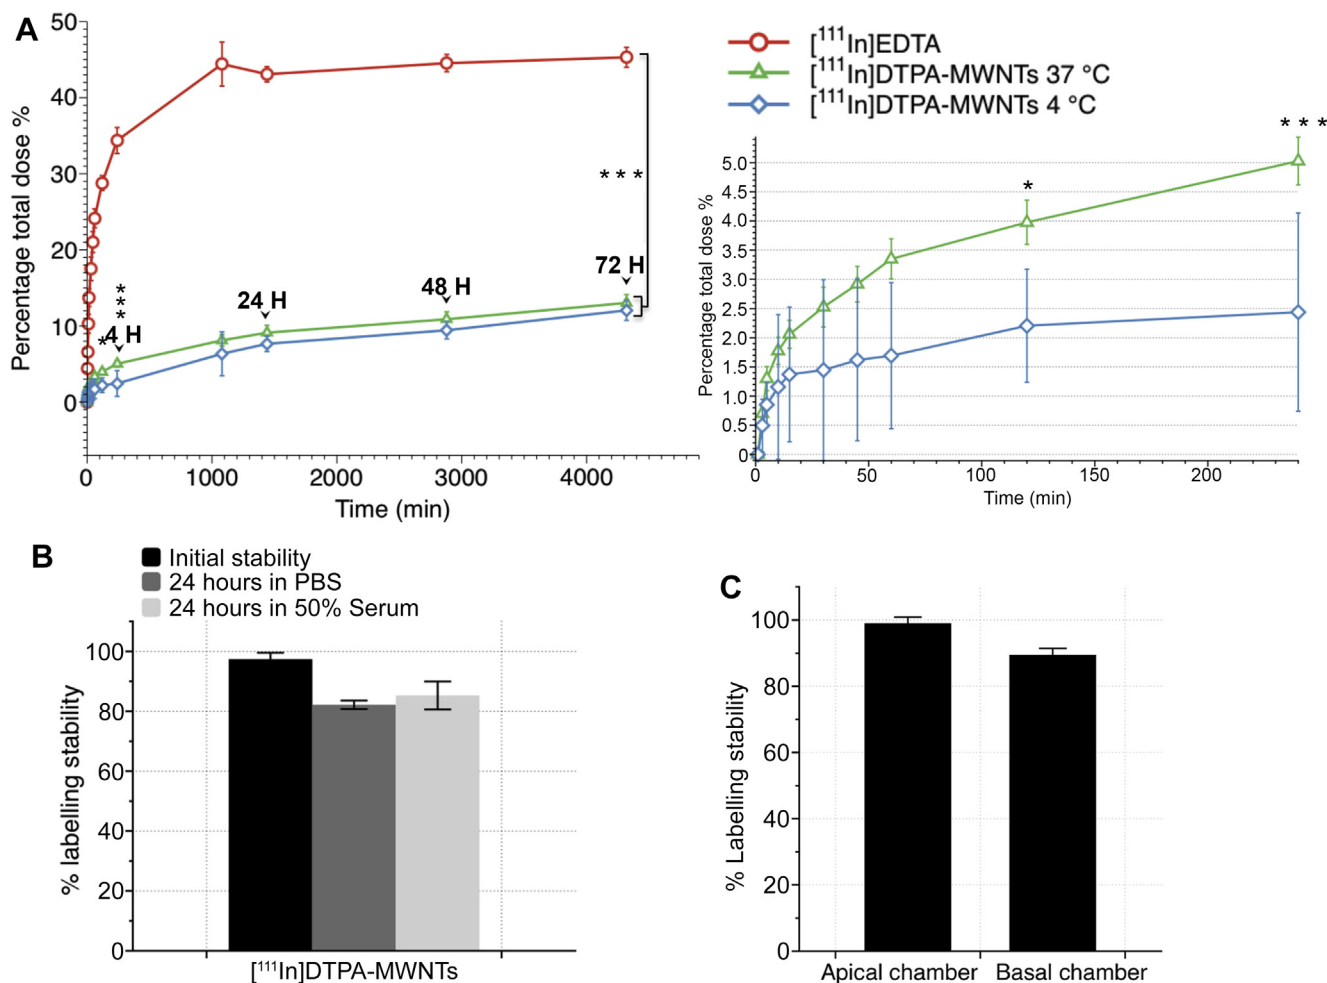 A
Percentage total dose %
50
40
30
20
10
0
0 1000 2000 3000 4000
Time (min)
* * *
* * *
*
4 H
24 H
48 H
72 H
[¹¹¹In]EDTA
[¹¹¹In]DTPA-MWNTs 37 °C
[¹¹¹In]DTPA-MWNTs 4 °C
Percentage total dose %
5.0
4.5
4.0
3.5
3.0
2.5
2.0
1.5
1.0
0.5
0
0 50 100 150 200
Time (min)
*
* * *
B
Initial stability
24 hours in PBS
24 hours in 50% Serum
% labelling stability
100
80
60
40
20
0
[¹¹¹In]DTPA-MWNTs
C
% Labelling stability
100
80
60
40
20
0
Apical chamber Basal chamber